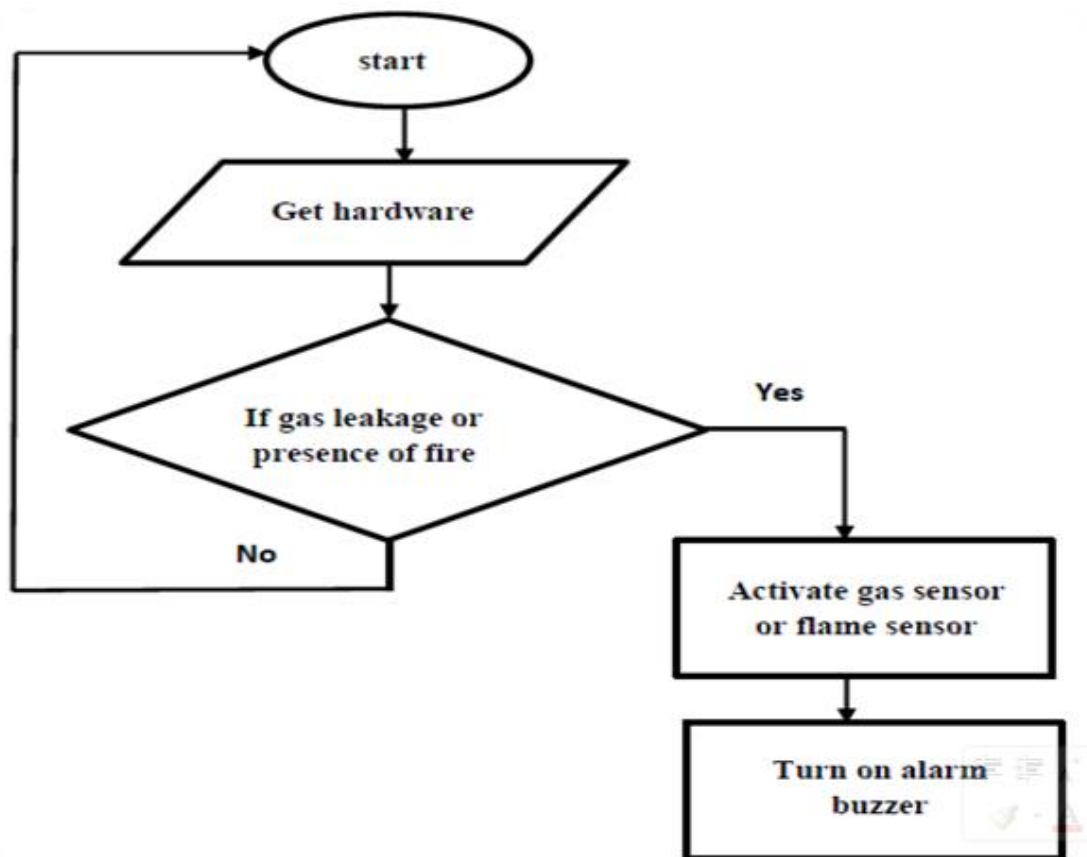 start
Get hardware
If gas leakage or
presence of fire
Yes
No
Activate gas sensor
or flame sensor
Turn on alarm
buzzer